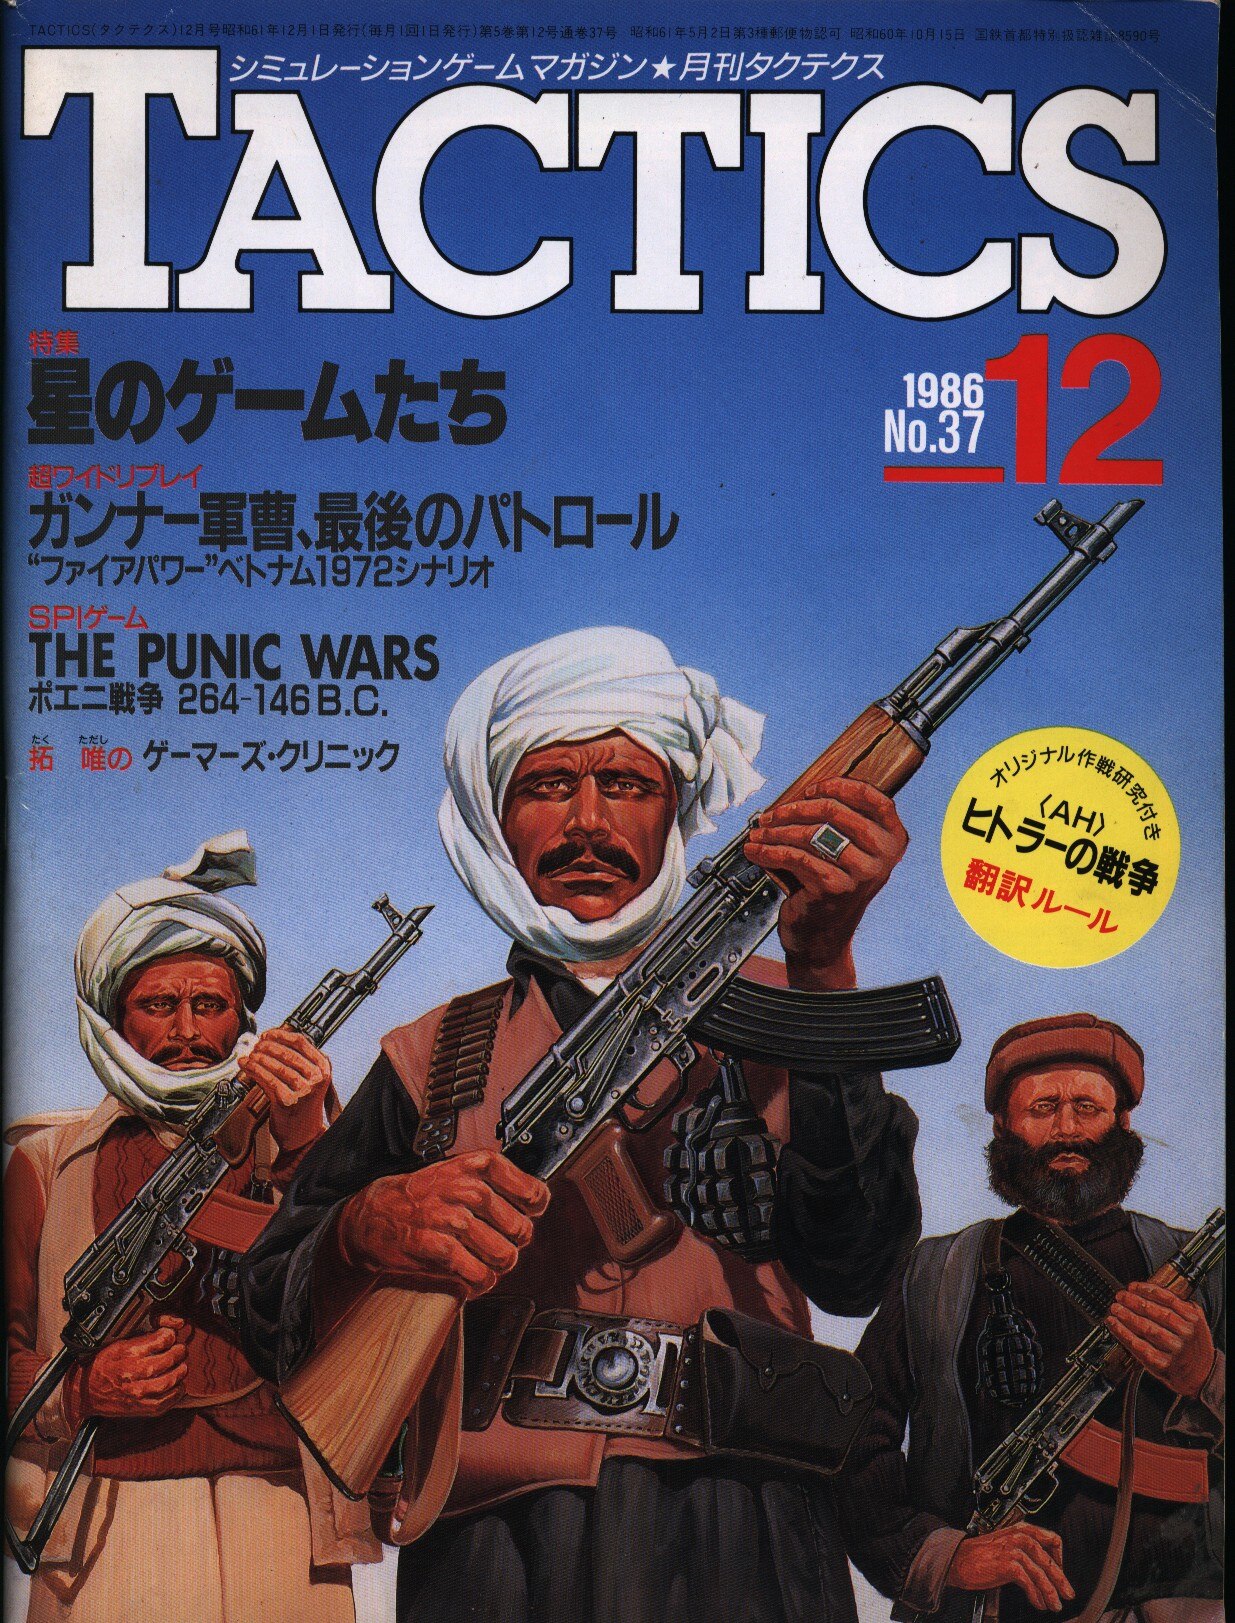 TACTICS(タクテクス)12月号昭和61年12月1日発行(毎月1回1日発行)第5巻第12号通巻37号 昭和61年5月2日第3種郵便物認可 昭和60年10月15日 国鉄首都特別扱認雑誌8590号
シミュレーションゲームマガジン★月刊タクテクス
TACTICS
1986
No.37
12
特集
星のゲームたち
超ワイドリプレイ
ガンナー軍曹、最後のパトロール
“ファイアパワー”ベトナム1972シナリオ
SPIゲーム
THE PUNIC WARS
ポエニ戦争 264-146 B.C.
たく ただし
拓 唯の ゲーマーズ・クリニック
オリジナル作戦研究付き
〈AH〉
ヒトラーの戦争
翻訳ルール